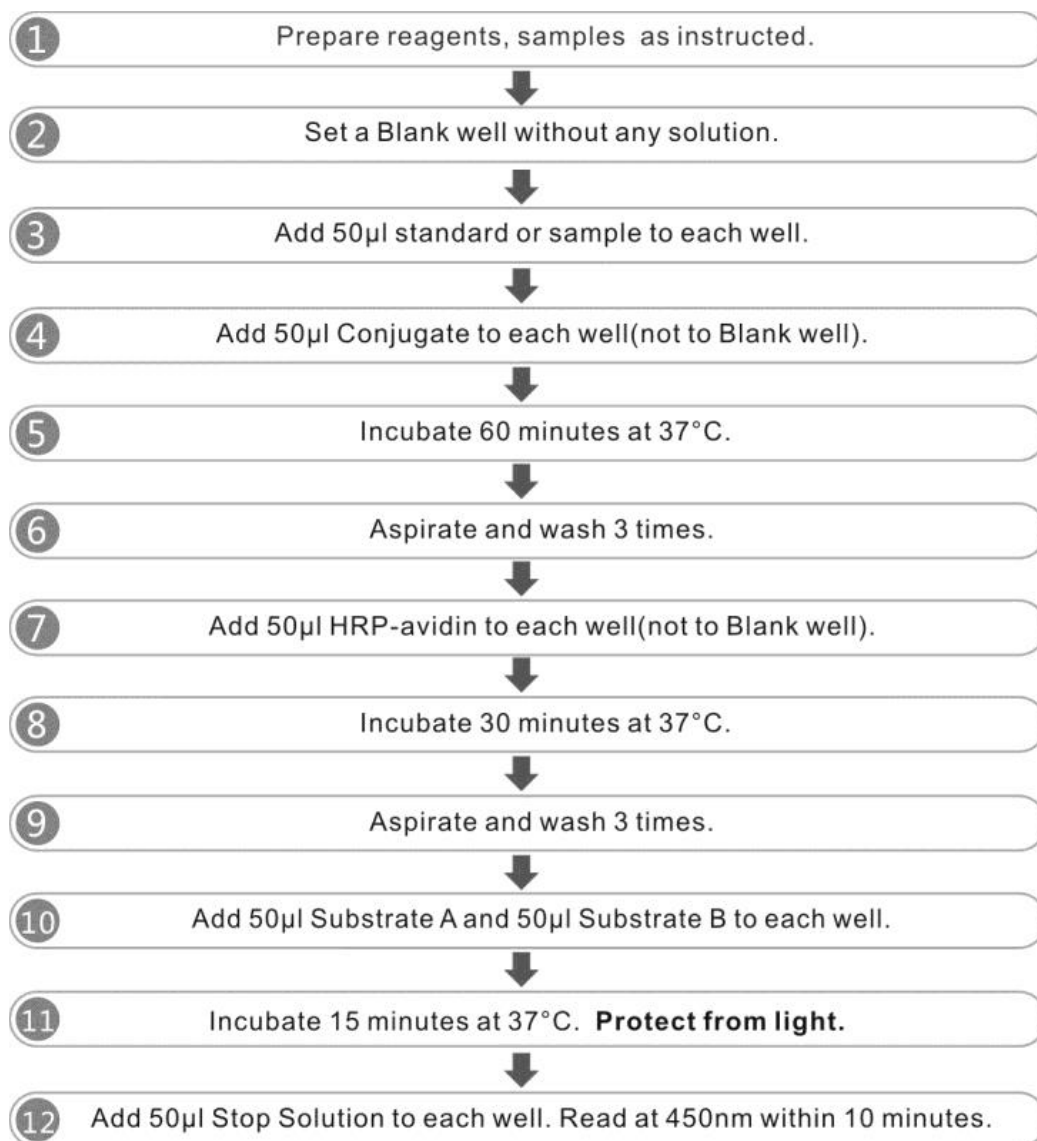 1 Prepare reagents, samples as instructed.
2 Set a Blank well without any solution.
3 Add 50µl standard or sample to each well.
4 Add 50µl Conjugate to each well(not to Blank well).
5 Incubate 60 minutes at 37°C.
6 Aspirate and wash 3 times.
7 Add 50µl HRP-avidin to each well(not to Blank well).
8 Incubate 30 minutes at 37°C.
9 Aspirate and wash 3 times.
10 Add 50µl Substrate A and 50µl Substrate B to each well.
11 Incubate 15 minutes at 37°C. Protect from light.
12 Add 50µl Stop Solution to each well. Read at 450nm within 10 minutes.